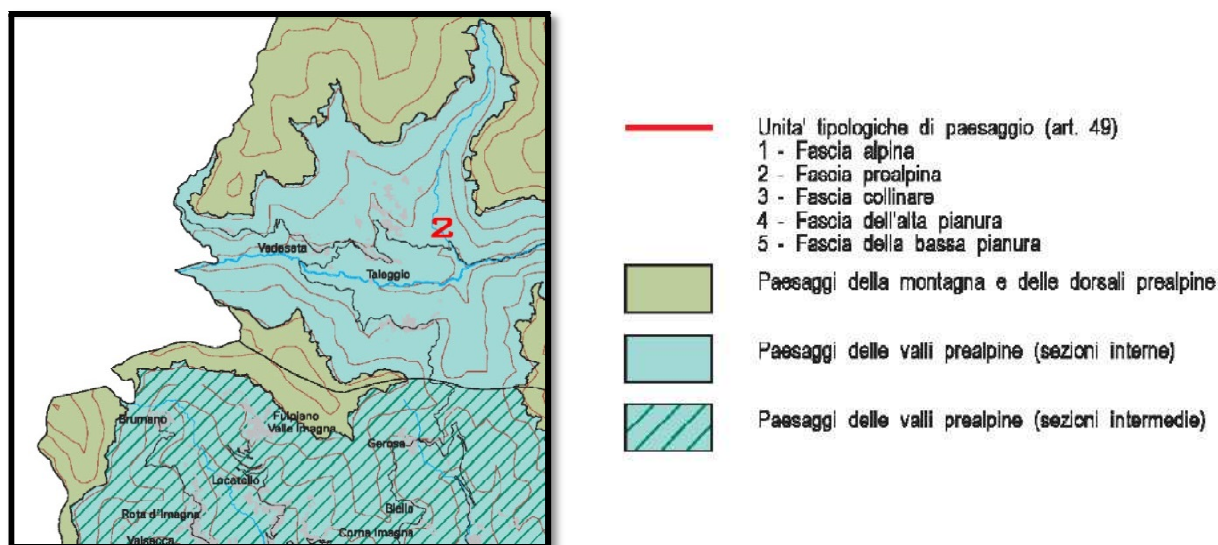 2
Vedeseta
Taleggio
Brumano
Fuipiano
Valle Imagna
Gerosa
Locatello
Rota d'Imagna
Blello
Corna Imagna
Valsecca
Unita' tipologiche di paesaggio (art. 49)
1 - Fascia alpina
2 - Fascia prealpina
3 - Fascia collinare
4 - Fascia dell'alta pianura
5 - Fascia della bassa pianura
Paesaggi della montagna e delle dorsali prealpine
Paesaggi delle valli prealpine (sezioni interne)
Paesaggi delle valli prealpine (sezioni intermedie)